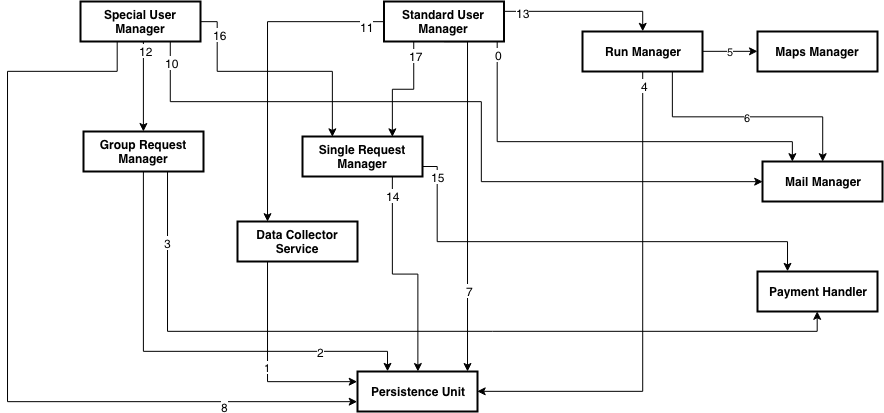 Special User
Manager
Standard User
Manager
13
11
16
12
10
17
0
Run Manager
5
Maps Manager
4
6
Group Request
Manager
Single Request
Manager
15
14
Mail Manager
3
Data Collector
Service
7
Payment Handler
2
1
Persistence Unit
8